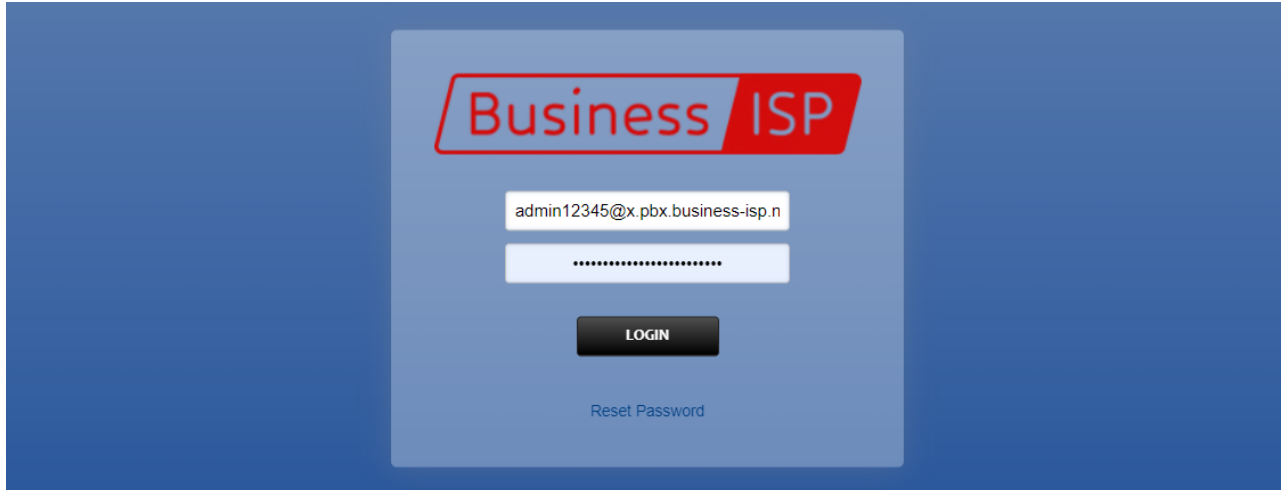 Business ISP
admin12345@x.pbx.business-isp.n
•••••••••••••••••••••••••
LOGIN
Reset Password